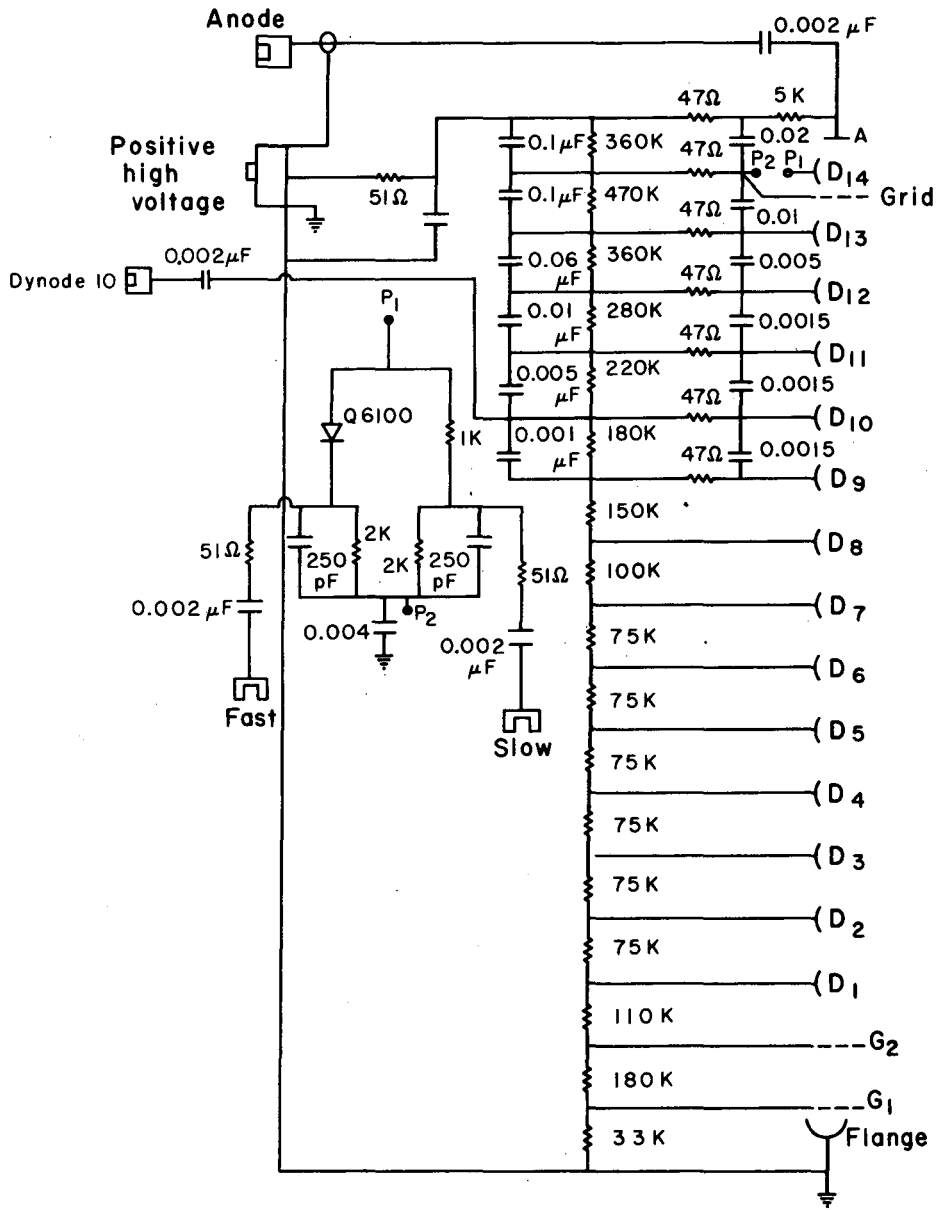 Anode
0.002 μF
47Ω
5K
A
Positive
high
voltage
0.1μF
360K
47Ω
0.02
P2
P1
D14
Grid
51Ω
0.1μF
470K
47Ω
0.01
D13
0.002μF
Dynode 10
0.06
μF
360K
47Ω
0.005
D12
P1
0.01
μF
280K
47Ω
0.0015
D11
0.005
μF
220K
47Ω
0.0015
D10
Q6100
1K
0.001
μF
180K
47Ω
0.0015
D9
150K
51Ω
250
pF
2K
2K
250
pF
51Ω
D8
100K
0.002μF
0.004
P2
0.002
μF
D7
75K
Fast
Slow
D6
75K
D5
75K
D4
75K
D3
75K
D2
75K
D1
110K
G2
180K
G1
33K
Flange